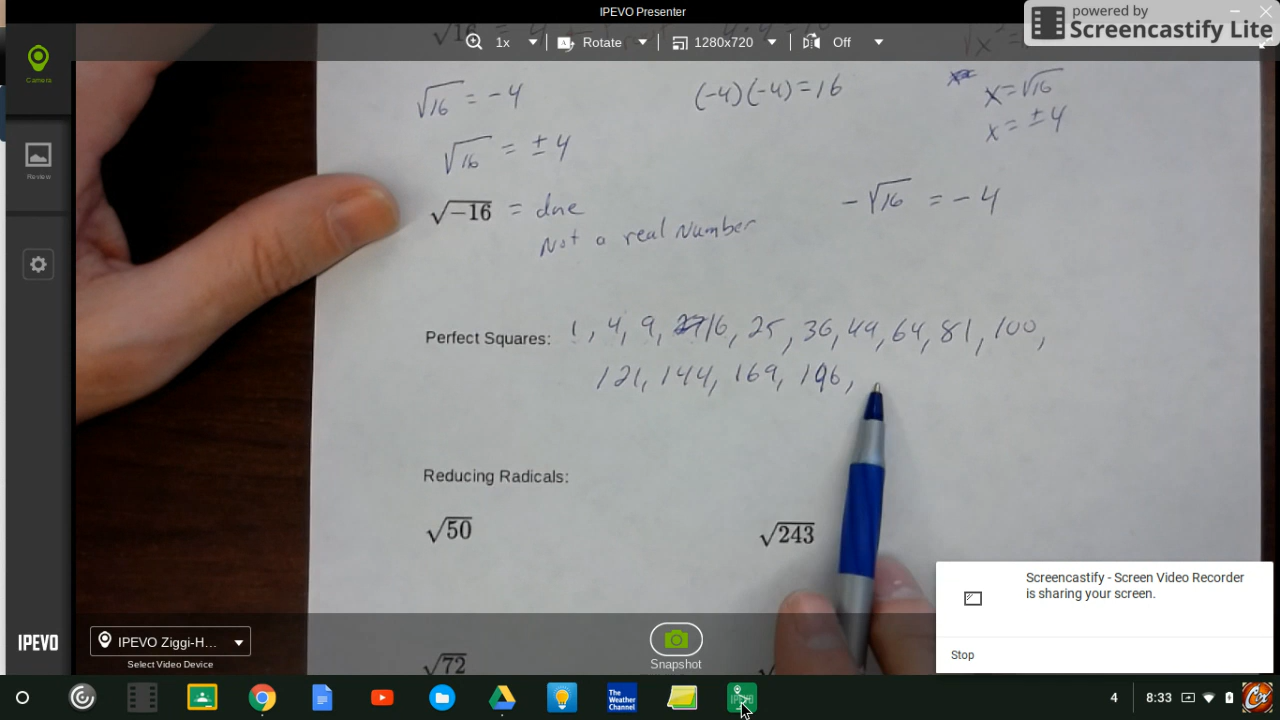 IPEVO Presenter
powered by
Screencastify Lite
1x Rotate 1280x720 Off
Camera
Review
√16 = -4
(-4)(-4)=16
x=√16
x= ±4
√16 = ±4
√-16 = dne
Not a real Number
-√16 = -4
Perfect Squares: 1, 4, 9, 16, 25, 36, 49, 64, 81, 100,
121, 144, 169, 196,
Reducing Radicals:
√50
√243
√72
Screencastify - Screen Video Recorder
is sharing your screen.
Stop
IPEVO
IPEVO Ziggi-H...
Select Video Device
Snapshot
The
Weather
Channel
IPEVO
4 8:33